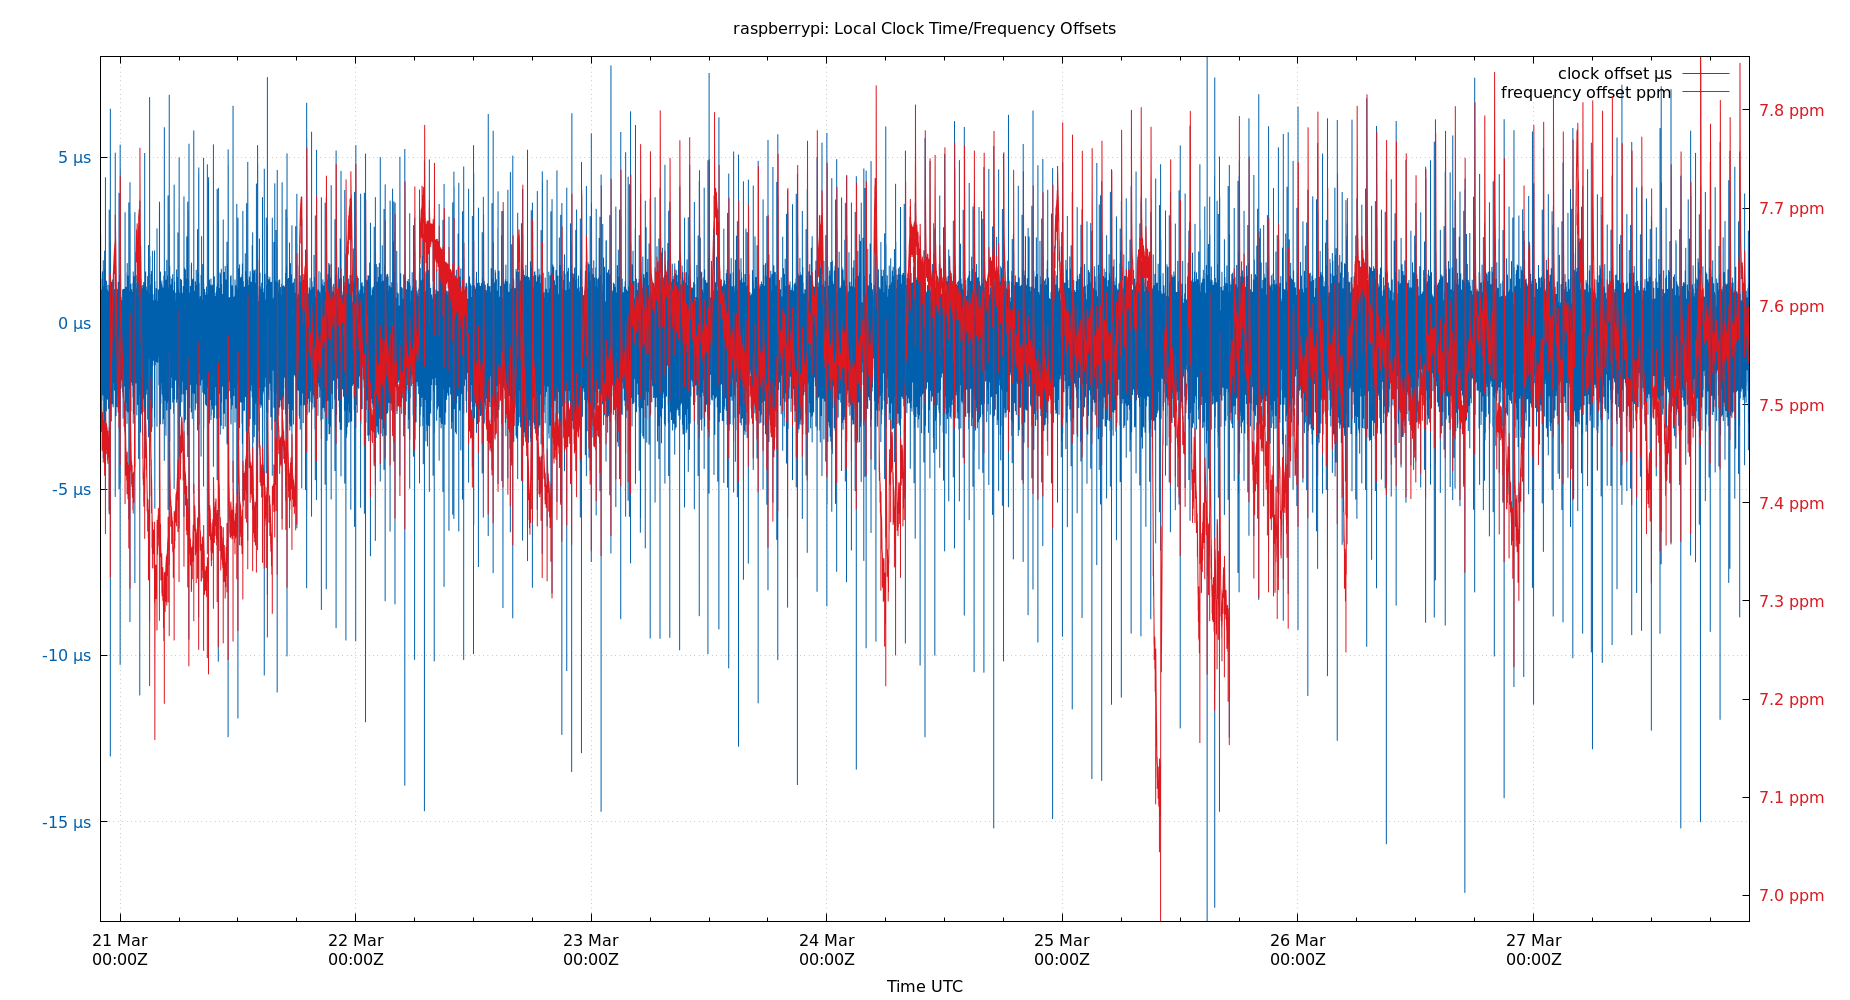 raspberrypi: Local Clock Time/Frequency Offsets
clock offset µs
frequency offset ppm
5 µs
0 µs
-5 µs
-10 µs
-15 µs
7.8 ppm
7.7 ppm
7.6 ppm
7.5 ppm
7.4 ppm
7.3 ppm
7.2 ppm
7.1 ppm
7.0 ppm
21 Mar
00:00Z
22 Mar
00:00Z
23 Mar
00:00Z
24 Mar
00:00Z
25 Mar
00:00Z
26 Mar
00:00Z
27 Mar
00:00Z
Time UTC